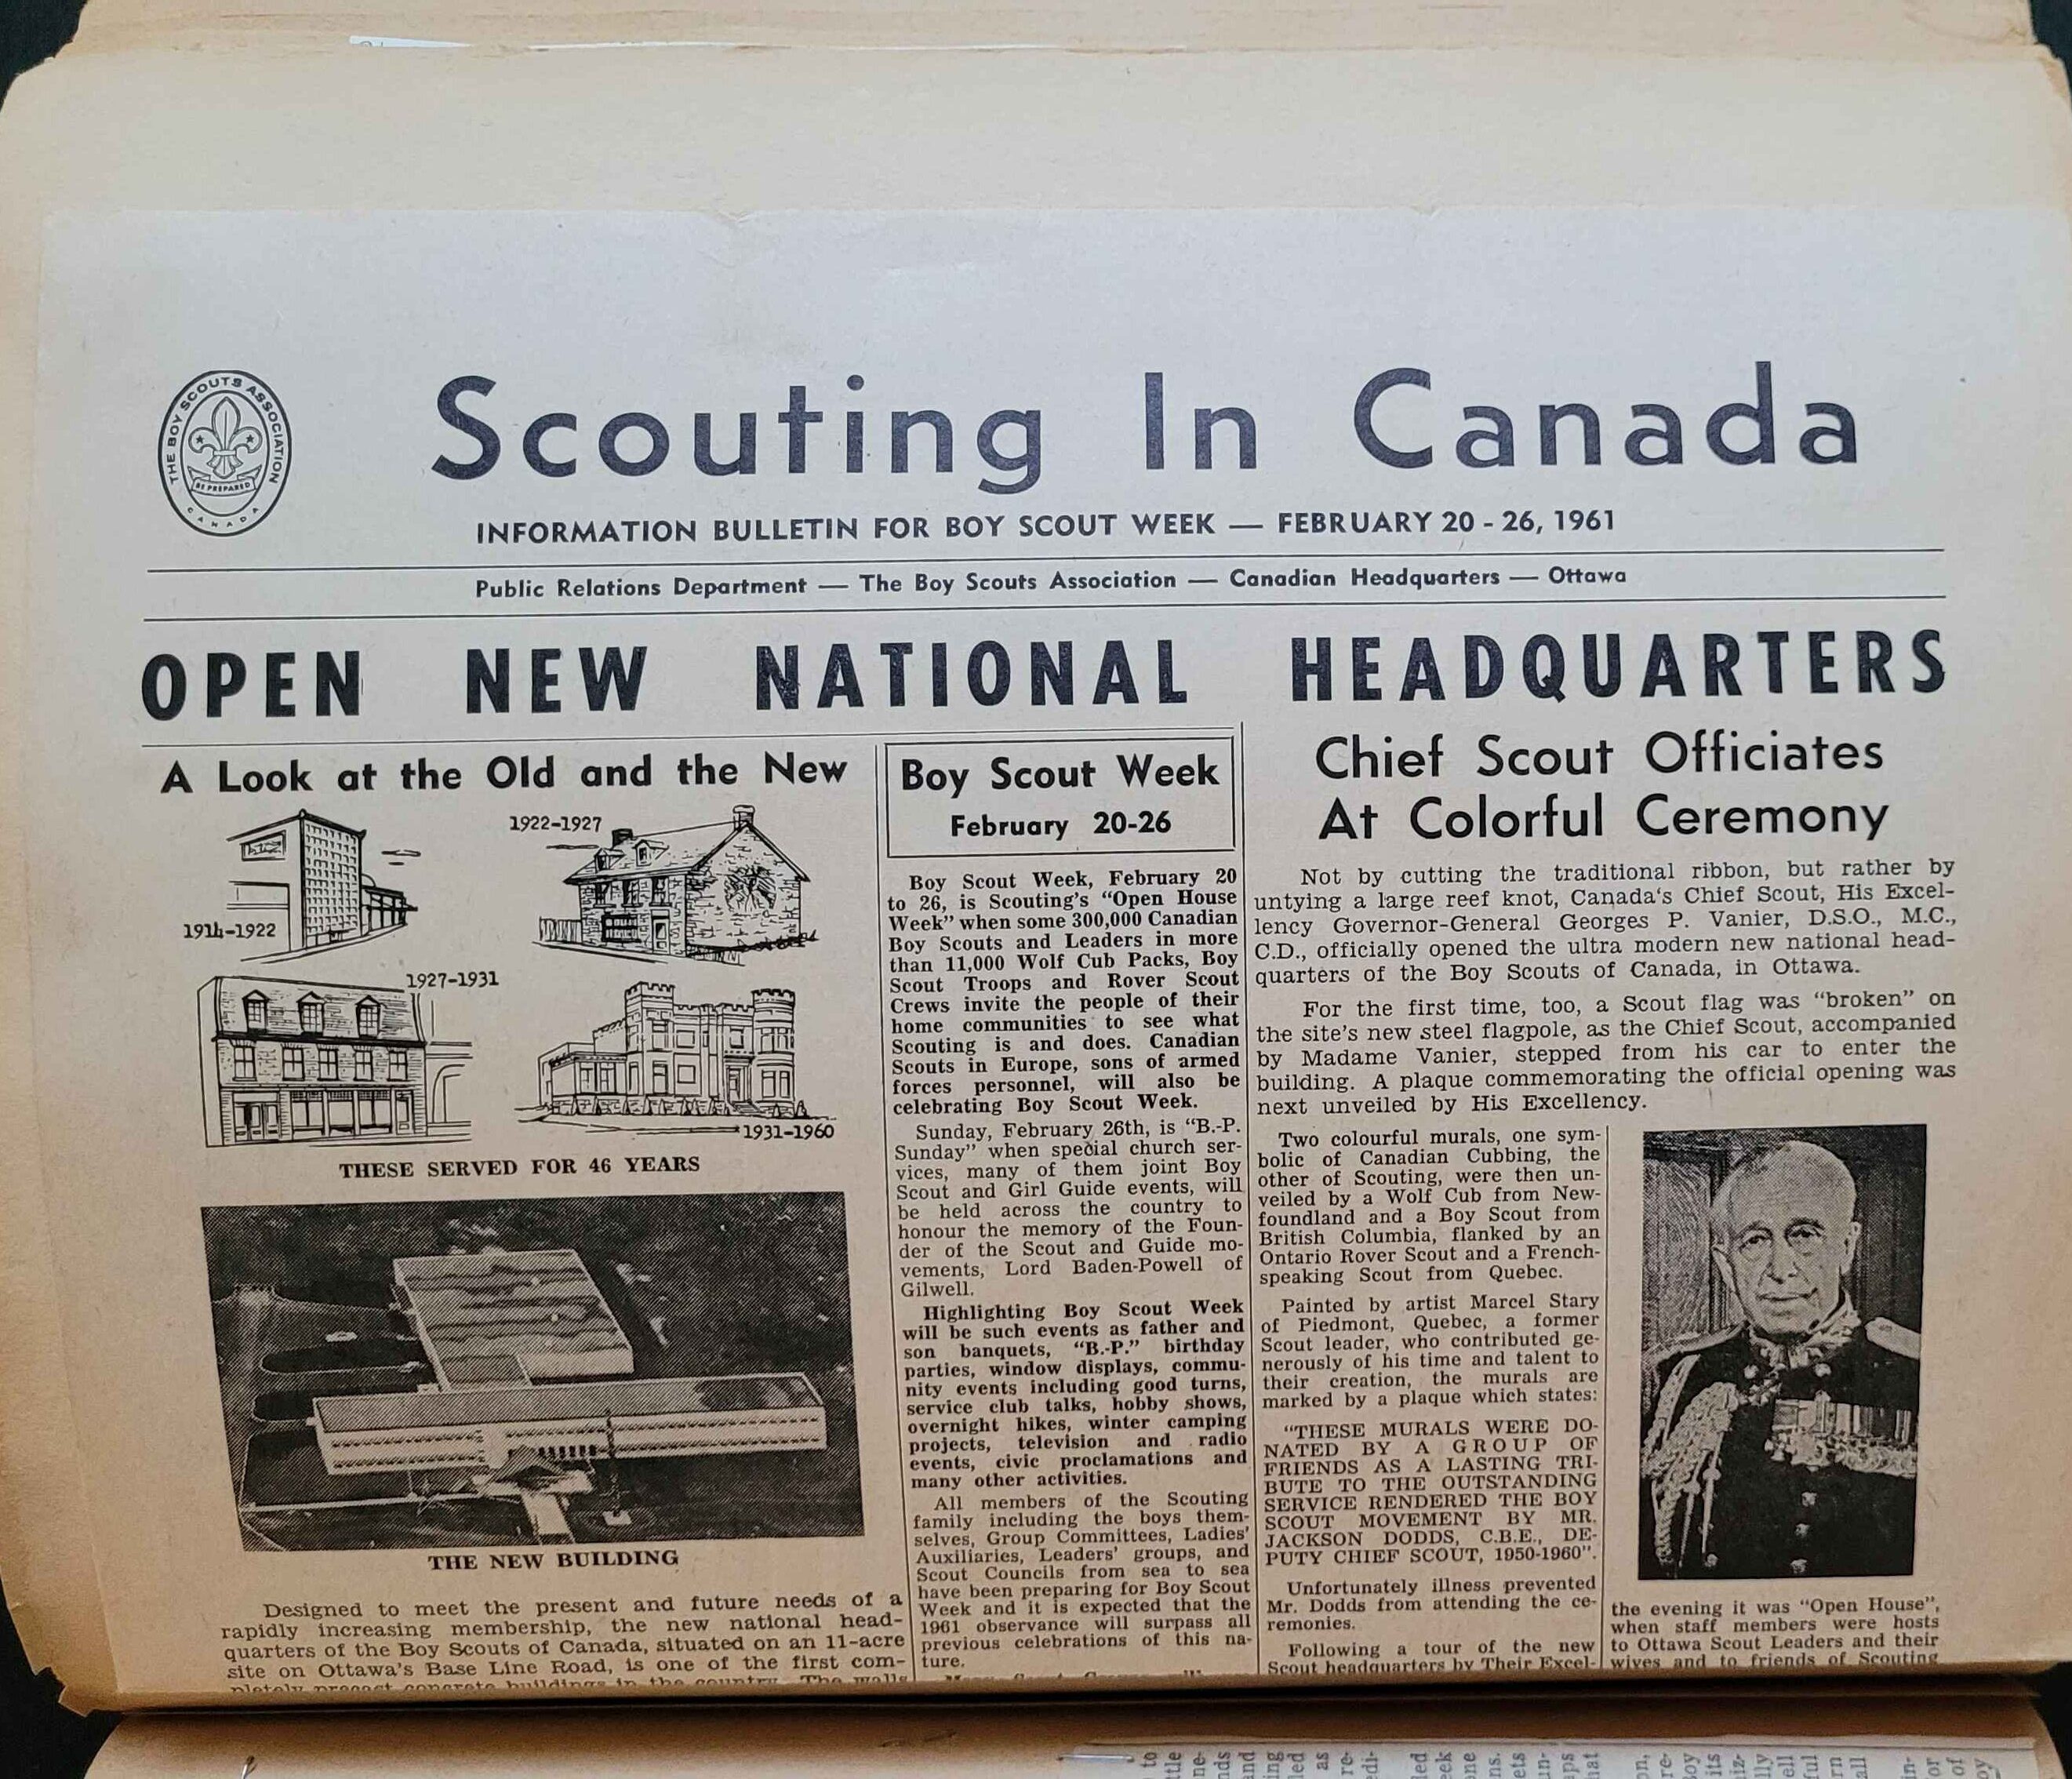 THE BOY SCOUTS ASSOCIATION
BE PREPARED
CANADA
Scouting In Canada
INFORMATION BULLETIN FOR BOY SCOUT WEEK — FEBRUARY 20 - 26, 1961
Public Relations Department — The Boy Scouts Association — Canadian Headquarters — Ottawa
OPEN NEW NATIONAL HEADQUARTERS
A Look at the Old and the New
1914-1922
1922-1927
1927-1931
1931-1960
THESE SERVED FOR 46 YEARS
THE NEW BUILDING
Designed to meet the present and future needs of a
rapidly increasing membership, the new national head-
quarters of the Boy Scouts of Canada, situated on an 11-acre
site on Ottawa's Base Line Road, is one of the first com-
pletely precast concrete buildings in the country. The walls
Boy Scout Week
February 20-26
Boy Scout Week, February 20
to 26, is Scouting's "Open House
Week" when some 300,000 Canadian
Boy Scouts and Leaders in more
than 11,000 Wolf Cub Packs, Boy
Scout Troops and Rover Scout
Crews invite the people of their
home communities to see what
Scouting is and does. Canadian
Scouts in Europe, sons of armed
forces personnel, will also be
celebrating Boy Scout Week.
Sunday, February 26th, is "B.-P.
Sunday" when special church ser-
vices, many of them joint Boy
Scout and Girl Guide events, will
be held across the country to
honour the memory of the Foun-
der of the Scout and Guide mo-
vements, Lord Baden-Powell of
Gilwell.
Highlighting Boy Scout Week
will be such events as father and
son banquets, "B.-P." birthday
parties, window displays, commu-
nity events including good turns,
service club talks, hobby shows,
overnight hikes, winter camping
projects, television and radio
events, civic proclamations and
many other activities.
All members of the Scouting
family including the boys them-
selves, Group Committees, Ladies'
Auxiliaries, Leaders' groups, and
Scout Councils from sea to sea
have been preparing for Boy Scout
Week and it is expected that the
1961 observance will surpass all
previous celebrations of this na-
ture.
Chief Scout Officiates
At Colorful Ceremony
Not by cutting the traditional ribbon, but rather by
untying a large reef knot, Canada's Chief Scout, His Excel-
lency Governor-General Georges P. Vanier, D.S.O., M.C.,
C.D., officially opened the ultra modern new national head-
quarters of the Boy Scouts of Canada, in Ottawa.
For the first time, too, a Scout flag was "broken" on
the site's new steel flagpole, as the Chief Scout, accompanied
by Madame Vanier, stepped from his car to enter the
building. A plaque commemorating the official opening was
next unveiled by His Excellency.
Two colourful murals, one sym-
bolic of Canadian Cubbing, the
other of Scouting, were then un-
veiled by a Wolf Cub from New-
foundland and a Boy Scout from
British Columbia, flanked by an
Ontario Rover Scout and a French-
speaking Scout from Quebec.
Painted by artist Marcel Stary
of Piedmont, Quebec, a former
Scout leader, who contributed ge-
nerously of his time and talent to
their creation, the murals are
marked by a plaque which states:
"THESE MURALS WERE DO-
NATED BY A GROUP OF
FRIENDS AS A LASTING TRI-
BUTE TO THE OUTSTANDING
SERVICE RENDERED THE BOY
SCOUT MOVEMENT BY MR.
JACKSON DODDS, C.B.E., DE-
PUTY CHIEF SCOUT, 1950-1960".
Unfortunately illness prevented
Mr. Dodds from attending the ce-
remonies.
Following a tour of the new
Scout headquarters by Their Excel-
the evening it was "Open House",
when staff members were hosts
to Ottawa Scout Leaders and their
wives and to friends of Scouting